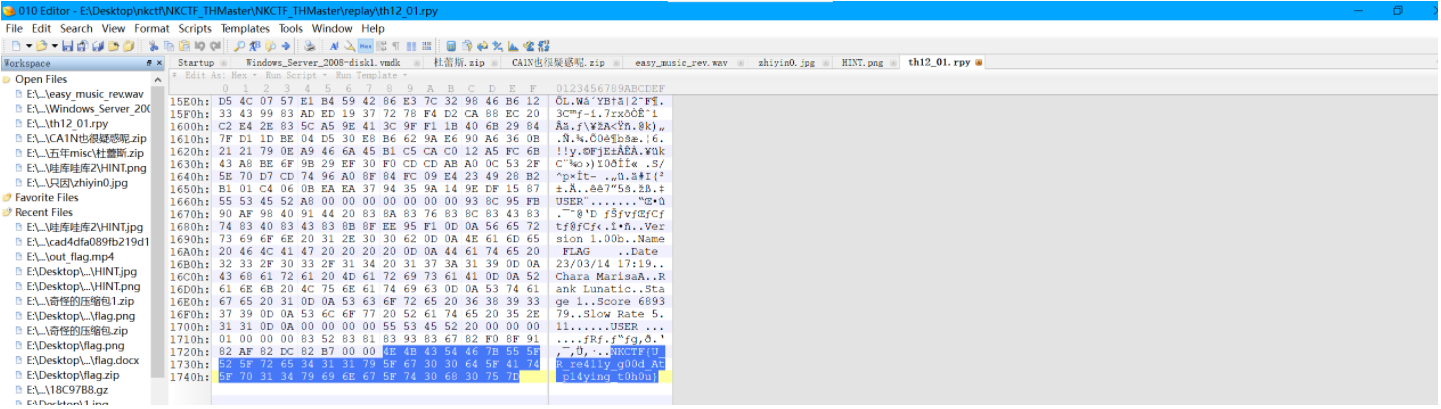 010 Editor - E:\Desktop\nkctf\NKCTF_THMaster\NKCTF_THMaster\replay\th12_01.rpy
File Edit Search View Format Scripts Templates Tools Window Help
Workspace
Open Files
E:\...\easy_music_rev.wav
E:\...\Windows_Server_200
E:\...\th12_01.rpy
E:\...\CA1N也很疑惑呢.zip
E:\...\五年misc\杜蕾斯.zip
E:\...\哇库哇库2\HINT.png
E:\...\只因\zhiyin0.jpg
Favorite Files
Recent Files
E:\...\哇库哇库2\HINT.jpg
E:\...\cad4dfa089fb219d1
E:\...\out_flag.mp4
E:\Desktop\...\HINT.jpg
E:\Desktop\...\HINT.png
E:\...\奇怪的压缩包1.zip
E:\Desktop\...\flag.png
E:\...\奇怪的压缩包.zip
E:\Desktop\flag.png
E:\Desktop\...\flag.docx
E:\Desktop\flag.zip
E:\...\18C97B8.gz
E:\Desktop\1.jpg
Startup Windows_Server_2008-disk1.vmdk 杜蕾斯.zip CA1N也很疑惑呢.zip easy_music_rev.wav zhiyin0.jpg HINT.png th12_01.rpy
Edit As: Hex Run Script Run Template
0 1 2 3 4 5 6 7 8 9 A B C D E F 0123456789ABCDEF
15E0h: D5 4C 07 57 E1 B4 59 42 86 E3 7C 32 98 46 B6 12 ÕL.Wá´YB†ã|2˜F¶.
15F0h: 33 43 99 83 AD ED 19 37 72 78 F4 D2 CA 88 EC 20 3C™ƒ-í.7rxôÒÊˆì
1600h: C2 E4 2E 83 5C A5 9E 41 3C 9F F1 1B 40 6B 29 84 Âä.ƒ\¥žA<Ÿñ.@k)„
1610h: 7F D1 1D BE 04 D5 30 E8 B6 62 9A E6 90 A6 36 0B .Ñ.¾.Õ0è¶bšæ.¦6.
1620h: 21 21 79 0E A9 46 6A 45 B1 C5 CA C0 12 A5 FC 6B !!y.©FjE±ÅÊÀ.¥ük
1630h: 43 A8 BE 6F 9B 29 EF 30 F0 CD CD AB A0 0C 53 2F C¨¾o›)ï0ðÍÍ« .S/
1640h: 5E 70 D7 CD 74 96 A0 8F 84 FC 09 E4 23 49 28 B2 ^p×Ít– .„ü.ä#I(²
1650h: B1 01 C4 06 0B EA EA 37 94 35 9A 14 9E DF 15 87 ±.Ä..êê7”5š.žß.‡
1660h: 55 53 45 52 A8 00 00 00 00 00 00 00 93 8C 95 FB USER¨.......“Œ•û
1670h: 90 AF 98 40 91 44 20 83 8A 83 76 83 8C 83 43 83 .¯˜@‘D ƒŠƒvƒŒƒCƒ
1680h: 74 83 40 83 43 83 8B 8F EE 95 F1 0D 0A 56 65 72 tƒ@ƒCƒ‹.î•ñ..Ver
1690h: 73 69 6F 6E 20 31 2E 30 30 62 0D 0A 4E 61 6D 65 sion 1.00b..Name
16A0h: 20 46 4C 41 47 20 20 20 20 0D 0A 44 61 74 65 20 FLAG ..Date
16B0h: 32 33 2F 30 33 2F 31 34 20 31 37 3A 31 39 0D 0A 23/03/14 17:19..
16C0h: 43 68 61 72 61 20 4D 61 72 69 73 61 41 0D 0A 52 Chara MarisaA..R
16D0h: 61 6E 6B 20 4C 75 6E 61 74 69 63 0D 0A 53 74 61 ank Lunatic..Sta
16E0h: 67 65 20 31 0D 0A 53 63 6F 72 65 20 36 38 39 33 ge 1..Score 6893
16F0h: 37 39 0D 0A 53 6C 6F 77 20 52 61 74 65 20 35 2E 79..Slow Rate 5.
1700h: 31 31 0D 0A 00 00 00 00 55 53 45 52 20 00 00 00 11......USER ...
1710h: 01 00 00 00 83 52 83 81 83 93 83 67 82 F0 8F 91 ....ƒRƒ.ƒ“ƒg‚ð.‘
1720h: 82 AF 82 DC 82 B7 00 00 4E 4B 43 54 46 7B 55 5F ‚¯‚Ü‚·..NKCTF{U_
1730h: 52 5F 72 65 34 31 31 79 5F 67 30 30 64 5F 41 74 R_re411y_g00d_At
1740h: 5F 70 31 34 79 69 6E 67 5F 74 30 68 30 75 7D _p14ying_t0h0u}